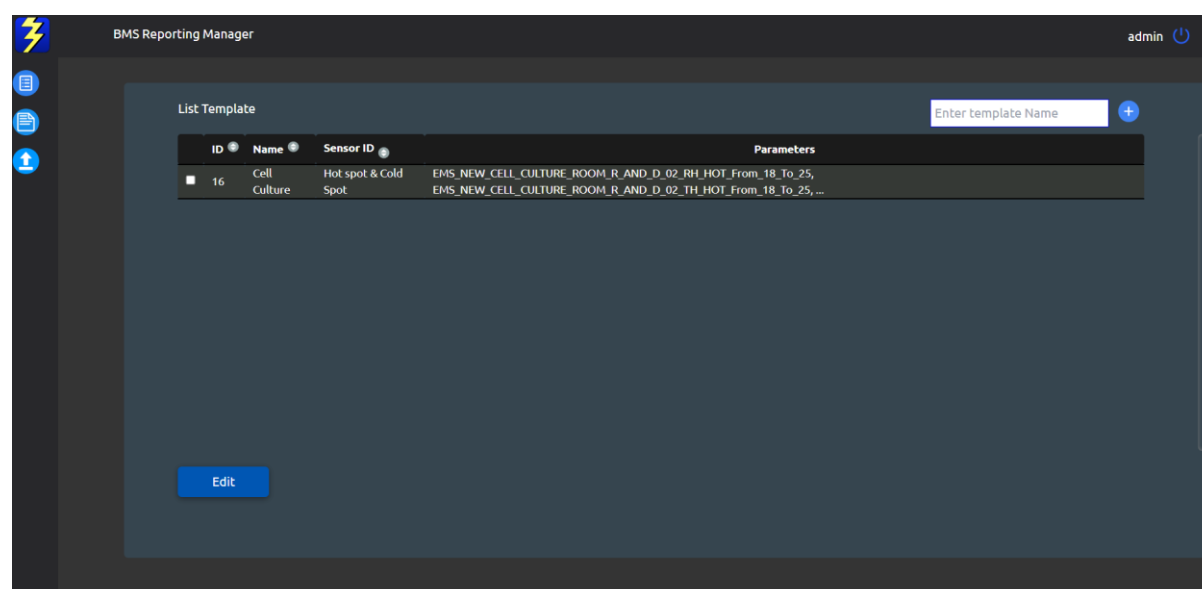 BMS Reporting Manager
admin
List Template
Enter template Name
ID Name Sensor ID Parameters
16 Cell Culture Hot spot & Cold Spot EMS_NEW_CELL_CULTURE_ROOM_R_AND_D_02_RH_HOT_From_18_To_25,
EMS_NEW_CELL_CULTURE_ROOM_R_AND_D_02_TH_HOT_From_18_To_25, ...
Edit